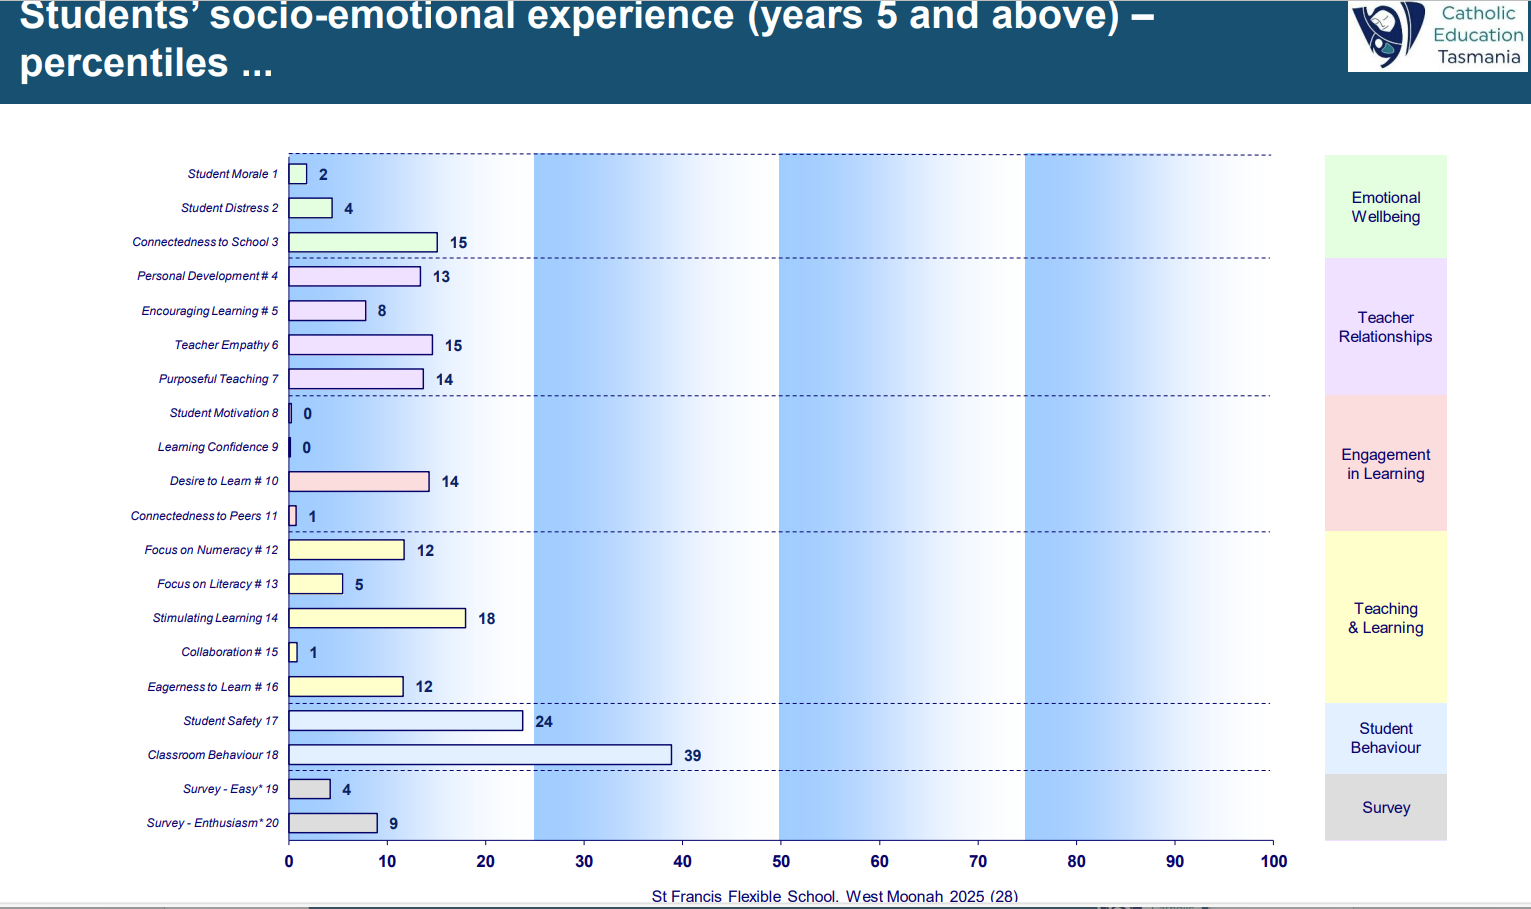 Students’ socio-emotional experience (years 5 and above) –
percentiles ...
Catholic
Education
Tasmania
Student Morale 1
2
Student Distress 2
4
Connectedness to School 3
15
Personal Development # 4
13
Encouraging Learning # 5
8
Teacher Empathy 6
15
Purposeful Teaching 7
14
Student Motivation 8
0
Learning Confidence 9
0
Desire to Learn # 10
14
Connectedness to Peers 11
1
Focus on Numeracy # 12
12
Focus on Literacy # 13
5
Stimulating Learning 14
18
Collaboration # 15
1
Eagerness to Learn # 16
12
Student Safety 17
24
Classroom Behaviour 18
39
Survey - Easy* 19
4
Survey - Enthusiasm* 20
9
Emotional
Wellbeing
Teacher
Relationships
Engagement
in Learning
Teaching
& Learning
Student
Behaviour
Survey
0 10 20 30 40 50 60 70 80 90 100
St Francis Flexible School. West Moonah 2025 (28)